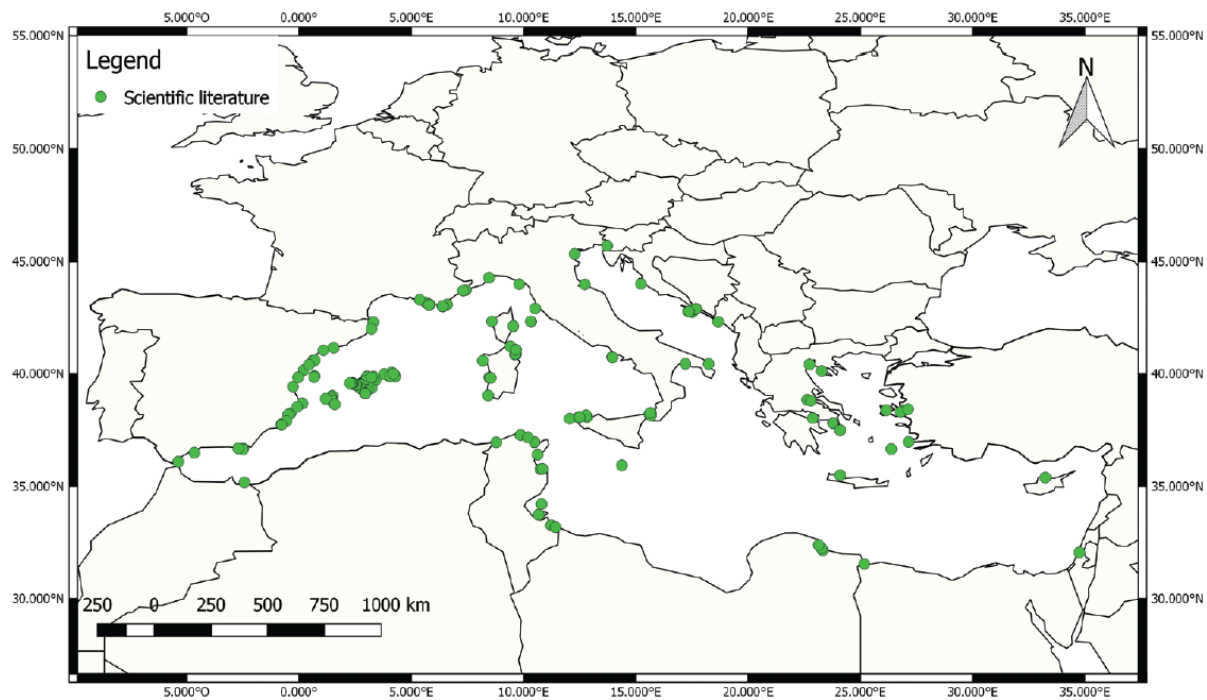 5.000°O 0.000° 5.000°E 10.000°E 15.000°E 20.000°E 25.000°E 30.000°E 35.000°E
55.000°N 55.000°N
Legend
Scientific literature
N
50.000°N 50.000°N
45.000°N 45.000°N
40.000°N 40.000°N
35.000°N 35.000°N
30.000°N 30.000°N
250 0 250 500 750 1000 km
5.000°O 0.000° 5.000°E 10.000°E 15.000°E 20.000°E 25.000°E 30.000°E 35.000°E